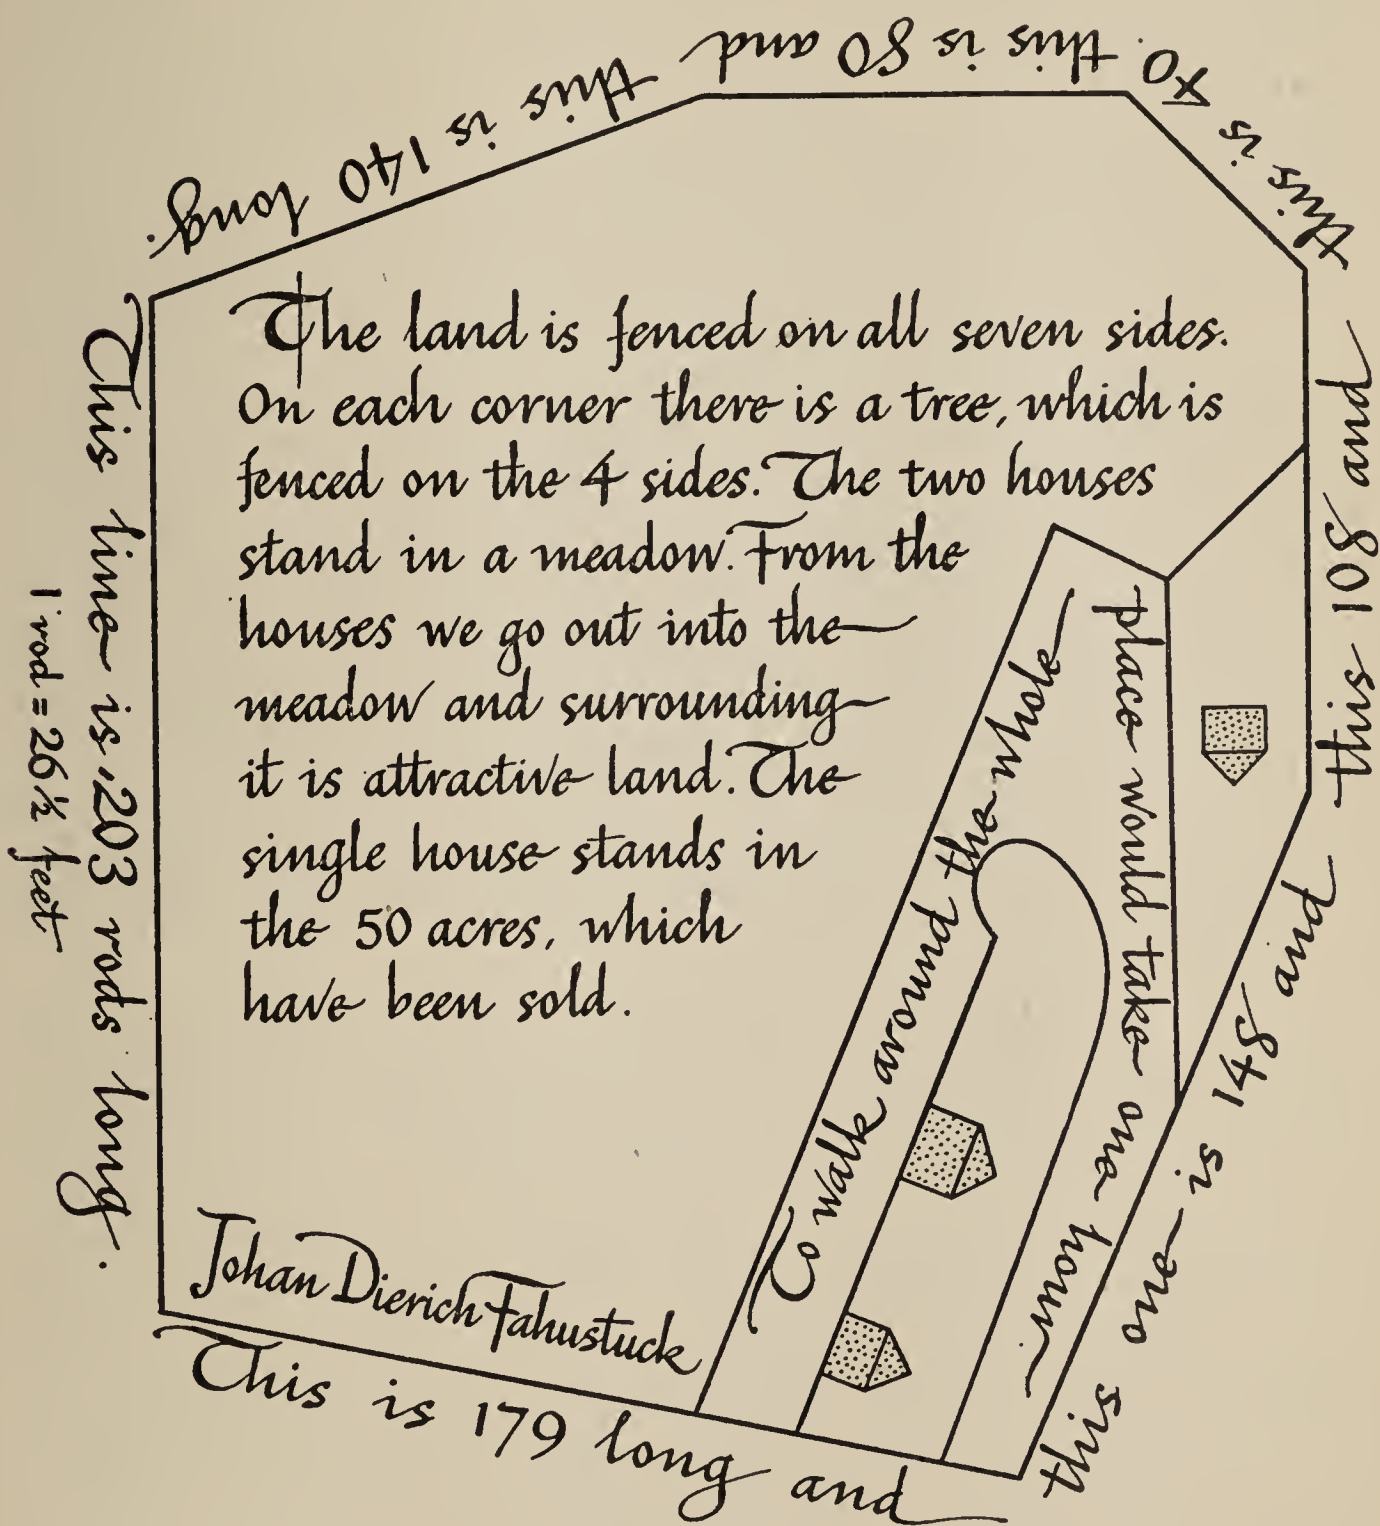 The land is fenced on all seven sides.
On each corner there is a tree, which is
fenced on the 4 sides. The two houses
stand in a meadow. From the
houses we go out into the
meadow and surrounding
it is attractive land. The
single house stands in
the 50 acres, which
have been sold.
Johan Dierich Fahustuck
To walk around the whole
place would take one hour.
This line is 203 rods long.
1 rod = 26 ½ feet
This is 179 long and
this one is 148 and
this 108 and
this is
this is 80 and
this is 140 long.